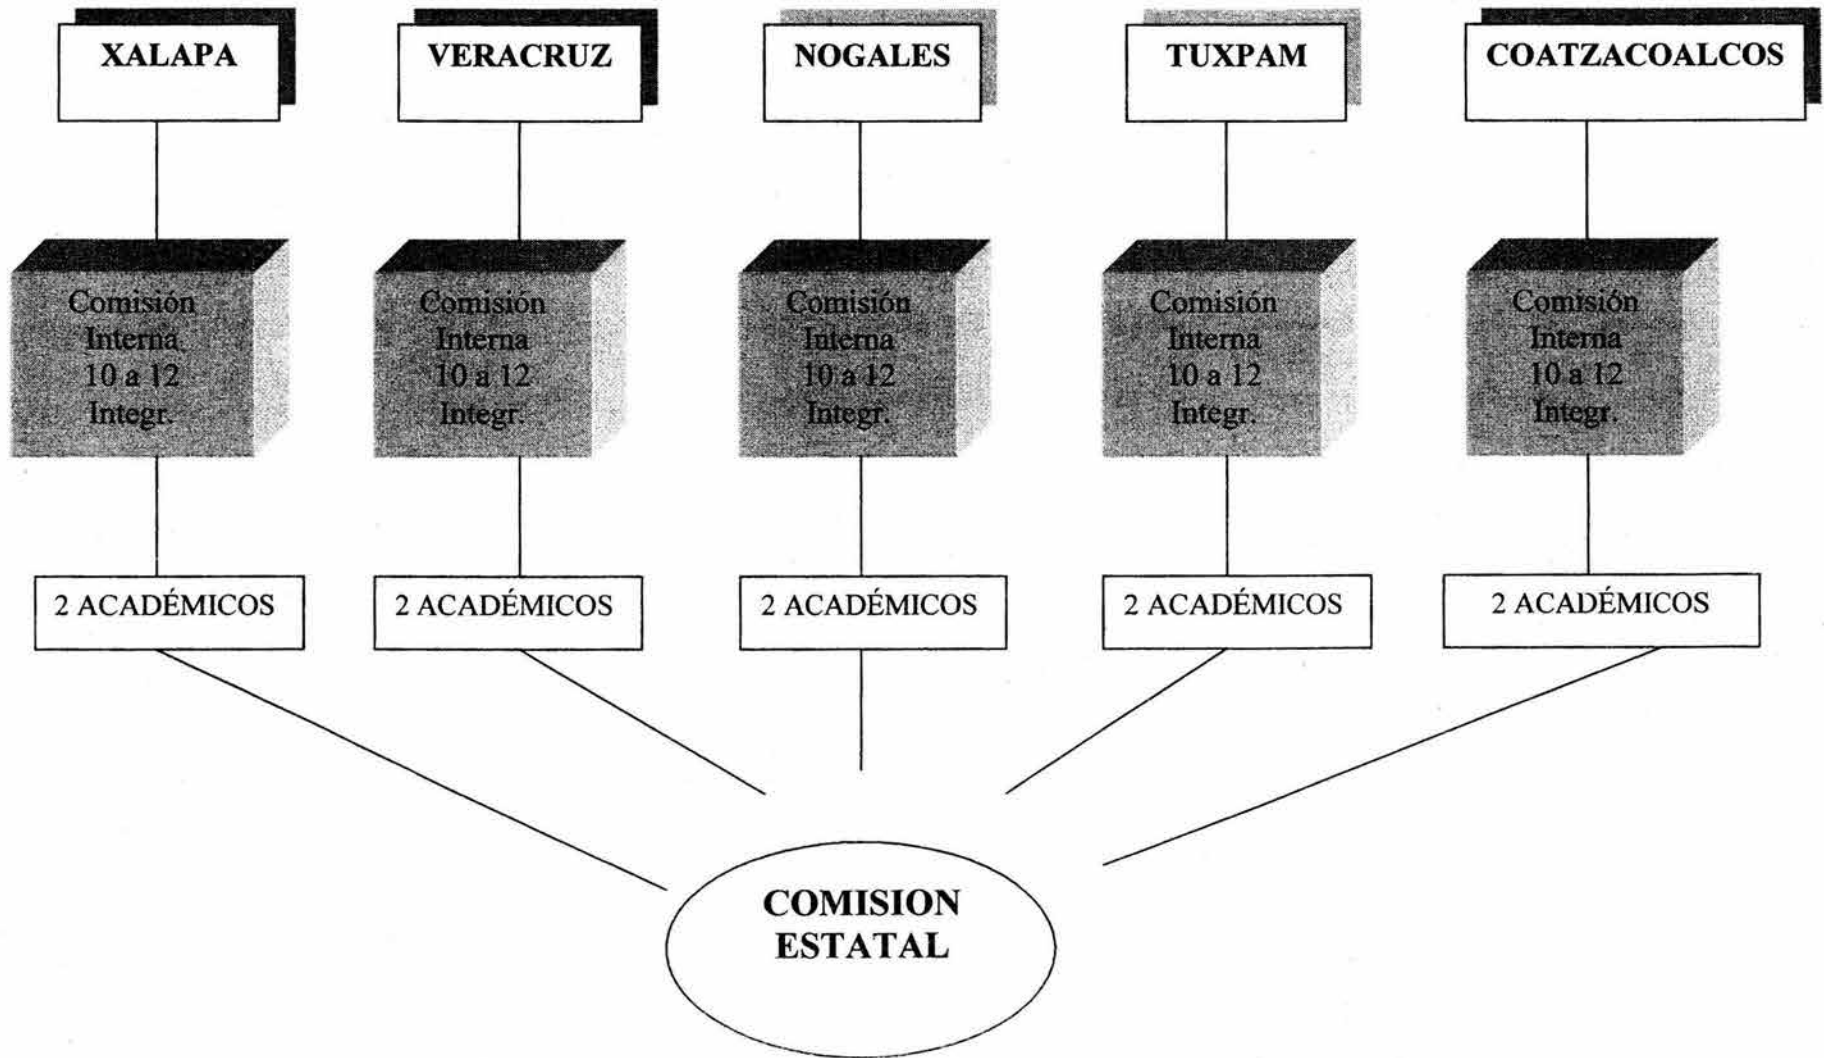 XALAPA
VERACRUZ
NOGALES
TUXPAM
COATZACOALCOS
Comisión
Interna
10 a 12
Integr.
Comisión
Interna
10 a 12
Integr.
Comisión
Interna
10 a 12
Integr.
Comisión
Interna
10 a 12
Integr.
Comisión
Interna
10 a 12
Integr.
2 ACADÉMICOS
2 ACADÉMICOS
2 ACADÉMICOS
2 ACADÉMICOS
2 ACADÉMICOS
COMISION
ESTATAL